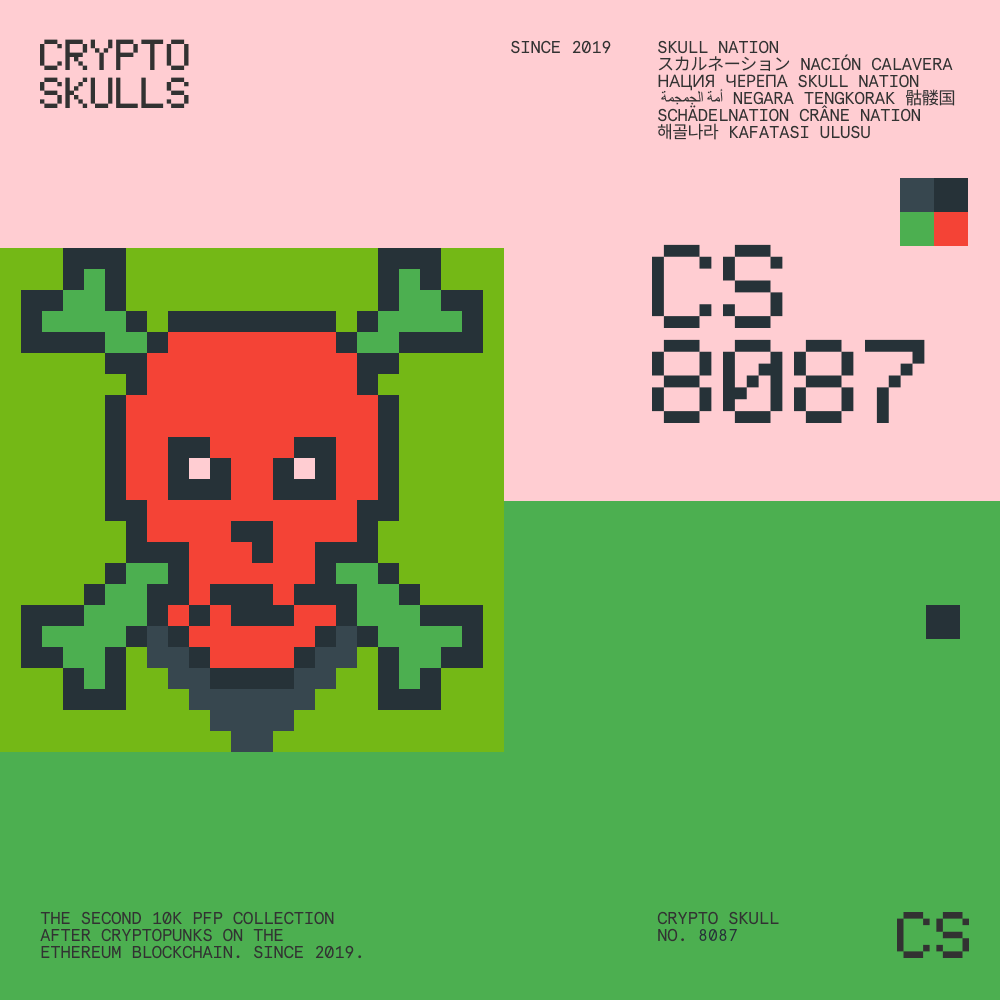 CRYPTO
SKULLS
SINCE 2019
SKULL NATION
スカルネーション NACIÓN CALAVERA
НАЦИЯ ЧЕРЕПА SKULL NATION
أمة الجمجمة NEGARA TENGKORAK 骷髅国
SCHÄDELNATION CRÂNE NATION
해골나라 KAFATASI ULUSU
CS
8087
THE SECOND 10K PFP COLLECTION
AFTER CRYPTOPUNKS ON THE
ETHEREUM BLOCKCHAIN. SINCE 2019.
CRYPTO SKULL
NO. 8087
CS